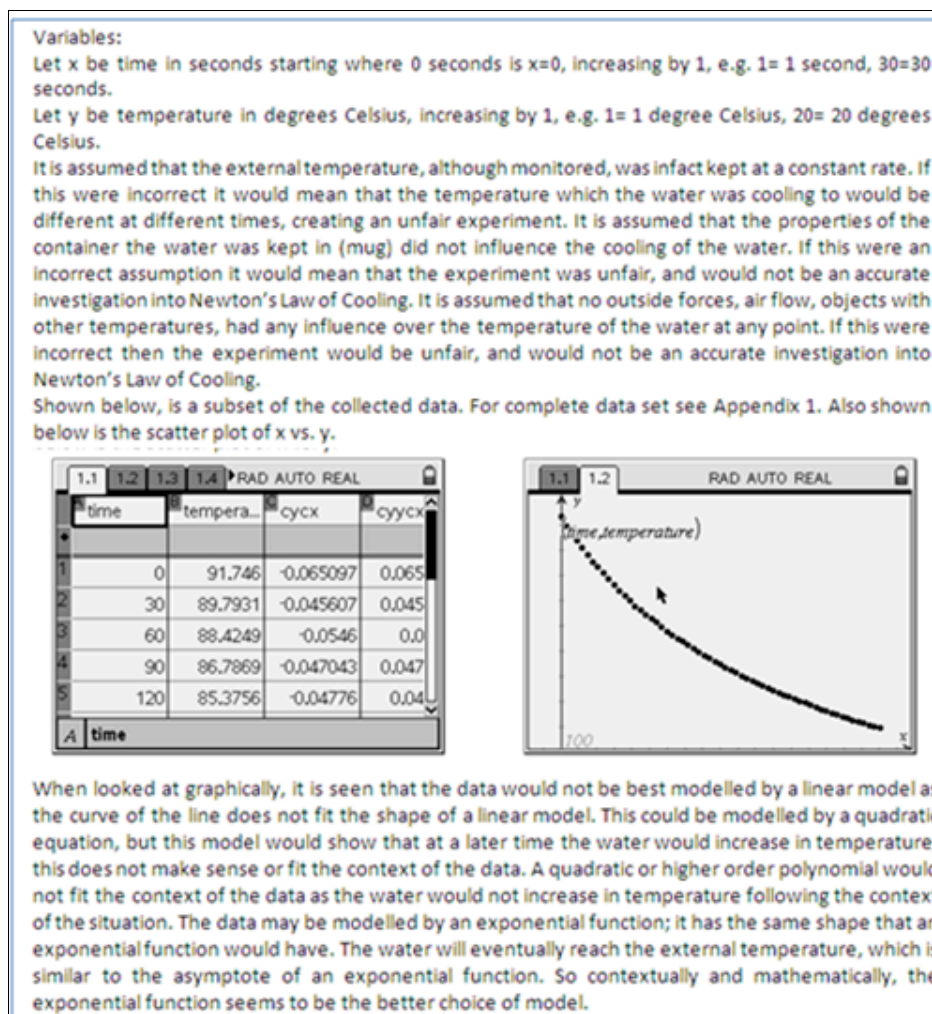 Variables:
Let x be time in seconds starting where 0 seconds is x=0, increasing by 1, e.g. 1= 1 second, 30=30
seconds.
Let y be temperature in degrees Celsius, increasing by 1, e.g. 1= 1 degree Celsius, 20= 20 degrees
Celsius.
It is assumed that the external temperature, although monitored, was infact kept at a constant rate. If
this were incorrect it would mean that the temperature which the water was cooling to would be
different at different times, creating an unfair experiment. It is assumed that the properties of the
container the water was kept in (mug) did not influence the cooling of the water. If this were an
incorrect assumption it would mean that the experiment was unfair, and would not be an accurate
investigation into Newton's Law of Cooling. It is assumed that no outside forces, air flow, objects with
other temperatures, had any influence over the temperature of the water at any point. If this were
incorrect then the experiment would be unfair, and would not be an accurate investigation into
Newton's Law of Cooling.
Shown below, is a subset of the collected data. For complete data set see Appendix 1. Also shown
below is the scatter plot of x vs. y.
1.1 1.2 1.3 1.4 RAD AUTO REAL
A time B tempera... C cycx D cyycx
1 0 91.746 -0.065097 0.065
2 30 89.7931 -0.045607 0.045
3 60 88.4249 -0.0546 0.0
4 90 86.7869 -0.047043 0.047
5 120 85.3756 -0.04776 0.04
A time
1.1 1.2 RAD AUTO REAL
y
(time,temperature)
100
x
When looked at graphically, it is seen that the data would not be best modelled by a linear model as
the curve of the line does not fit the shape of a linear model. This could be modelled by a quadratic
equation, but this model would show that at a later time the water would increase in temperature
this does not make sense or fit the context of the data. A quadratic or higher order polynomial would
not fit the context of the data as the water would not increase in temperature following the context
of the situation. The data may be modelled by an exponential function; it has the same shape that an
exponential function would have. The water will eventually reach the external temperature, which is
similar to the asymptote of an exponential function. So contextually and mathematically, the
exponential function seems to be the better choice of model.